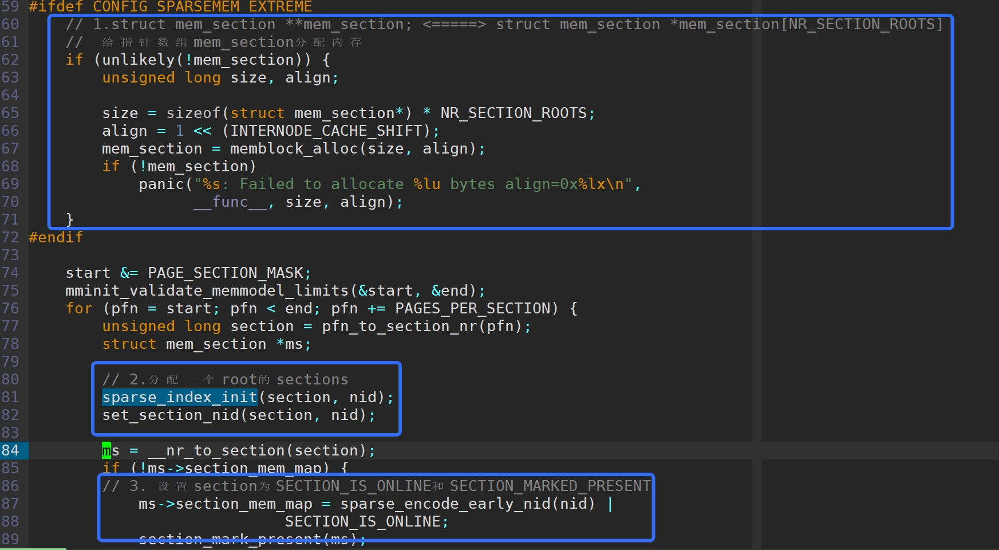 59 #ifdef CONFIG_SPARSEMEM_EXTREME
60     // 1.struct mem_section **mem_section; <=====> struct mem_section *mem_section[NR_SECTION_ROOTS]
61     //  给指针数组mem_section分配内存
62     if (unlikely(!mem_section)) {
63         unsigned long size, align;
64
65         size = sizeof(struct mem_section*) * NR_SECTION_ROOTS;
66         align = 1 << (INTERNODE_CACHE_SHIFT);
67         mem_section = memblock_alloc(size, align);
68         if (!mem_section)
69             panic("%s: Failed to allocate %lu bytes align=0x%lx\n",
70                   __func__, size, align);
71     }
72 #endif
73
74     start &= PAGE_SECTION_MASK;
75     mminit_validate_memmodel_limits(&start, &end);
76     for (pfn = start; pfn < end; pfn += PAGES_PER_SECTION) {
77         unsigned long section = pfn_to_section_nr(pfn);
78         struct mem_section *ms;
79
80         // 2.分配一个root的sections
81         sparse_index_init(section, nid);
82         set_section_nid(section, nid);
83
84         ms = __nr_to_section(section);
85         if (!ms->section_mem_map) {
86         // 3. 设置section为SECTION_IS_ONLINE和SECTION_MARKED_PRESENT
87             ms->section_mem_map = sparse_encode_early_nid(nid) |
88                             SECTION_IS_ONLINE;
89             section_mark_present(ms);